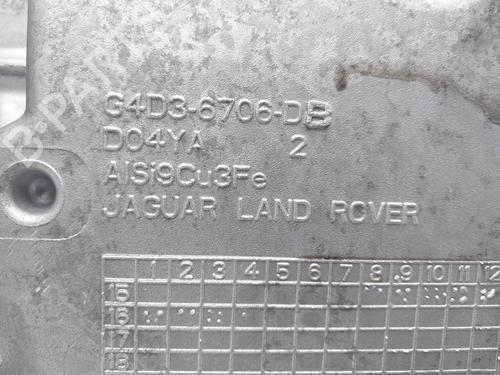 G4D3-6706-DB
D04YA 2
AlSi9Cu3Fe
JAGUAR LAND ROVER
1 2 3 4 5 6 7 8 9 10 11 12
15
16
17
18
B-PARTS